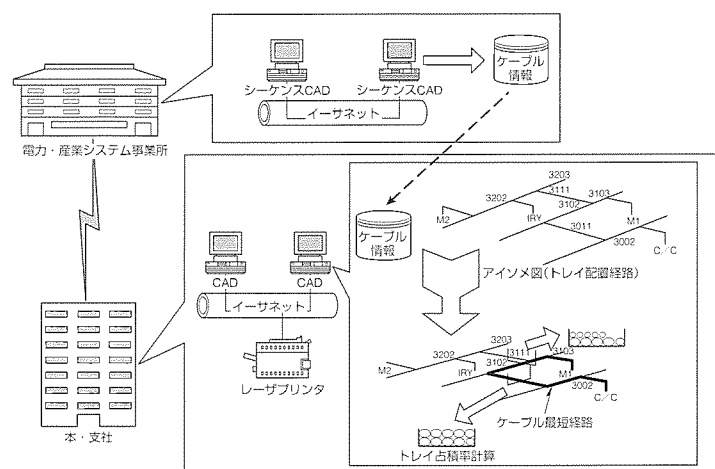 シーケンスCAD
シーケンスCAD
イーサネット
ケーブル
情報
電力・産業システム事業所
ケーブル
情報
3203
3111
3202
3103
3102
M2
IRY
3011
M1
3002
C/C
アイソメ図(トレイ配置経路)
CAD
CAD
イーサネット
レーザプリンタ
3203
3111
3202
3102
3103
M2
IRY
M1
3002
C/C
ケーブル最短経路
トレイ占積率計算
本・支社